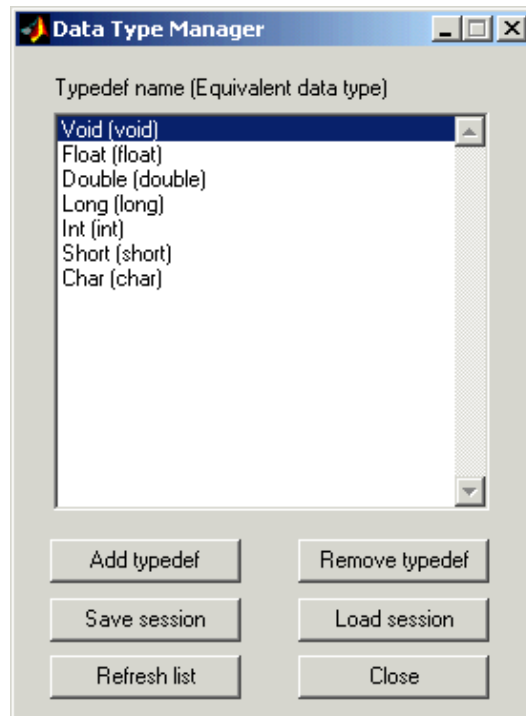 Data Type Manager
Typedef name (Equivalent data type)
Void (void)
Float (float)
Double (double)
Long (long)
Int (int)
Short (short)
Char (char)
Add typedef
Remove typedef
Save session
Load session
Refresh list
Close